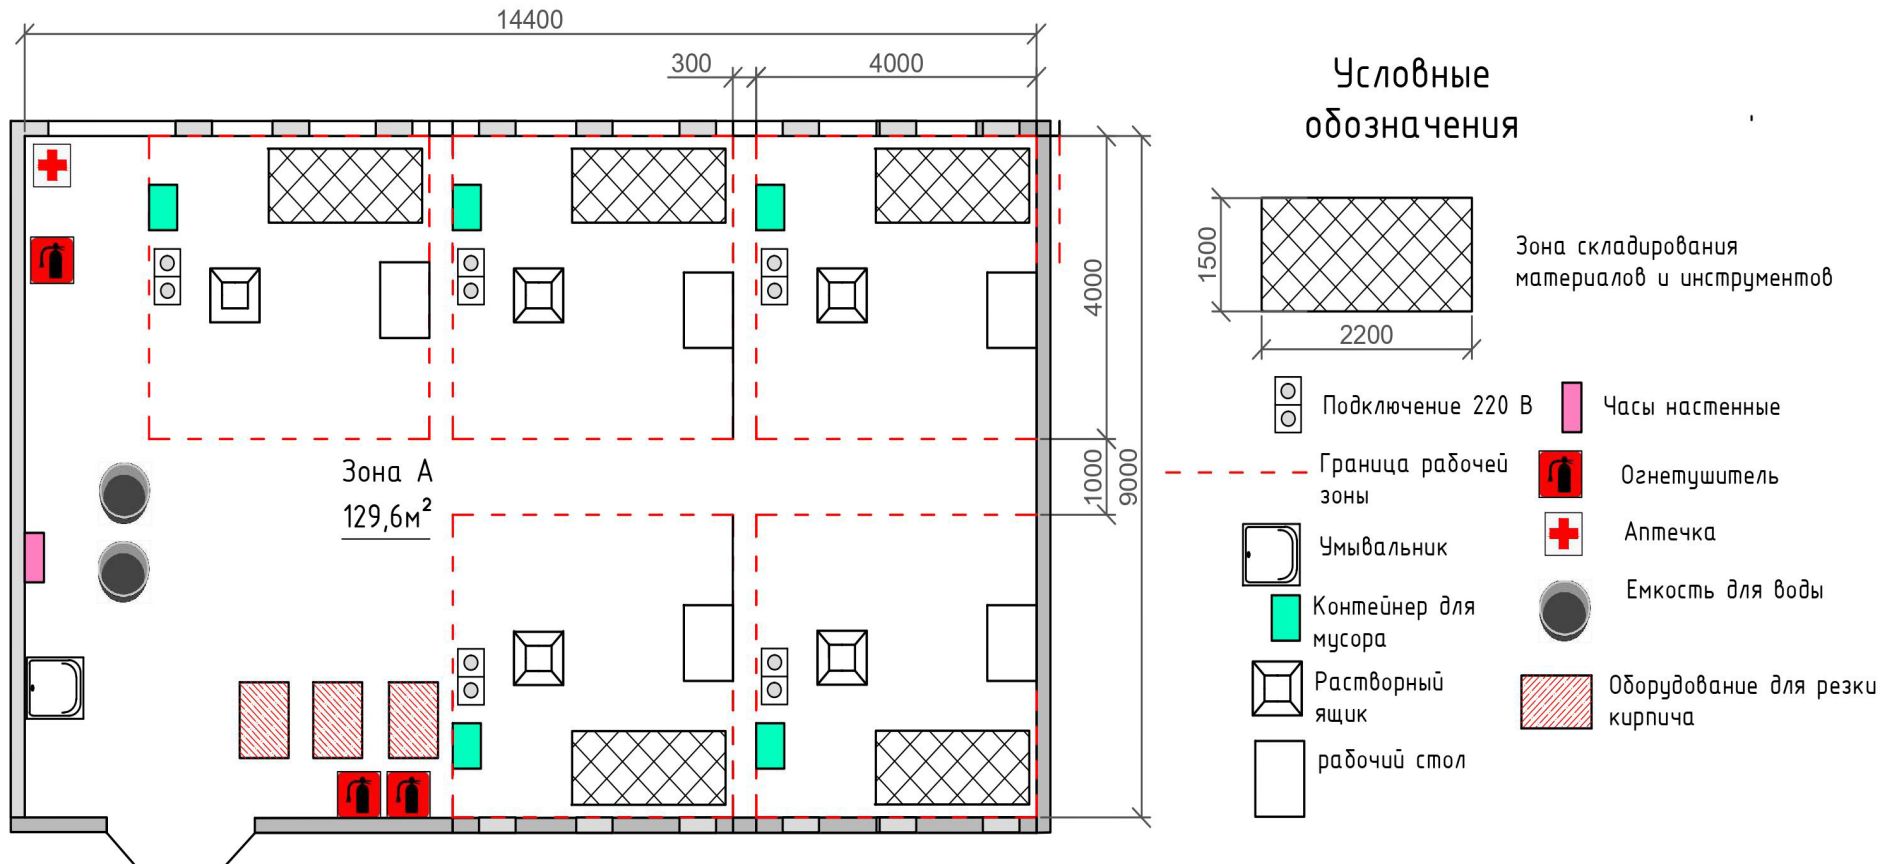 14400
300
4000
Условные
обозначения
4000
1000
9000
Зона А
129,6м²
1500
2200
Зона складирования
материалов и инструментов
Подключение 220 В
Часы настенные
Граница рабочей
зоны
Огнетушитель
Умывальник
Аптечка
Контейнер для
мусора
Емкость для воды
Растворный
ящик
Оборудование для резки
кирпича
рабочий стол